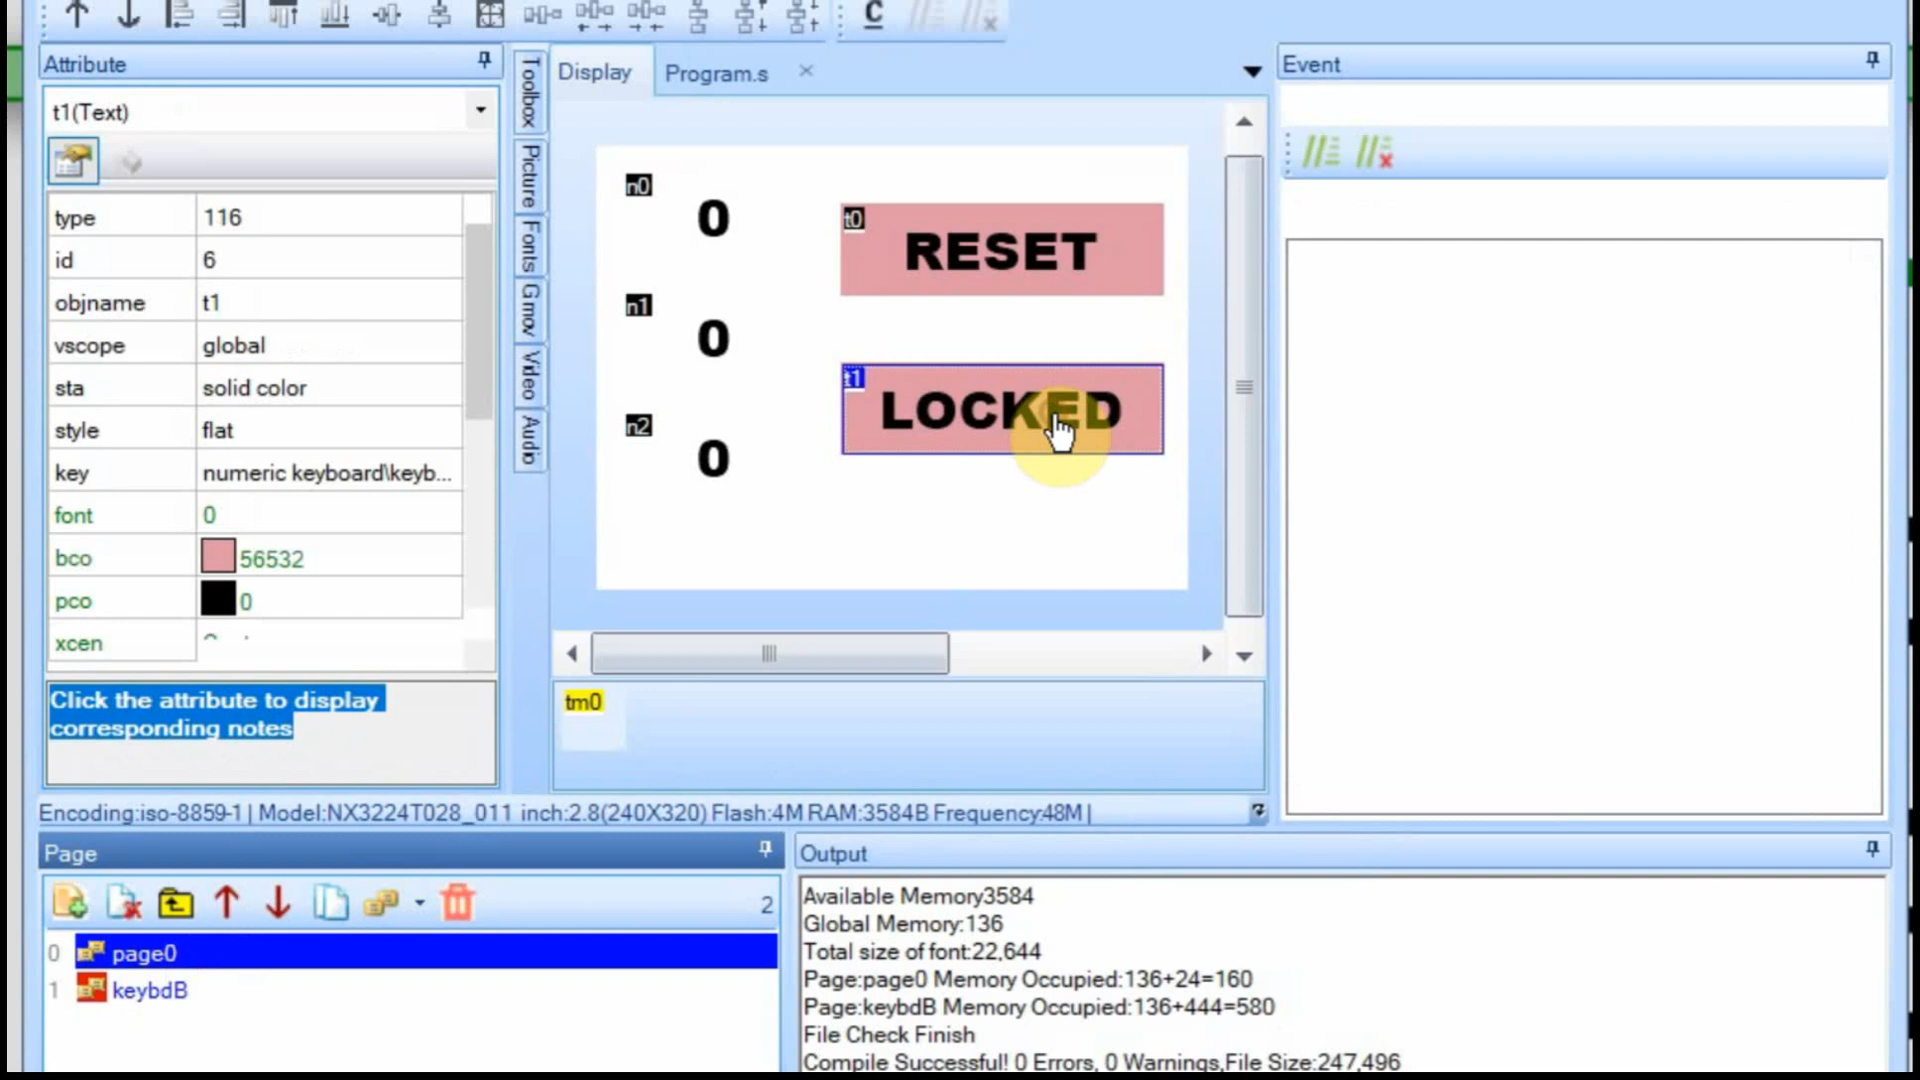 C
Attribute
t1(Text)
type 116
id 6
objname t1
vscope global
sta solid color
style flat
key numeric keyboard\keyb...
font 0
bco 56532
pco 0
xcen
Click the attribute to display
corresponding notes
Toolbox
Picture
Fonts
Gmov
Video
Audio
Display Program.s
n0
0
t0
RESET
n1
0
t1
LOCKED
n2
0
tm0
Event
Encoding:iso-8859-1| Model:NX3224T028_011 inch:2.8(240X320) Flash:4M RAM:3584B Frequency:48M|
Page
2
0 page0
1 keybdB
Output
Available Memory3584
Global Memory:136
Total size of font:22,644
Page:page0 Memory Occupied:136+24=160
Page:keybdB Memory Occupied:136+444=580
File Check Finish
Compile Successful! 0 Errors, 0 Warnings,File Size:247,496